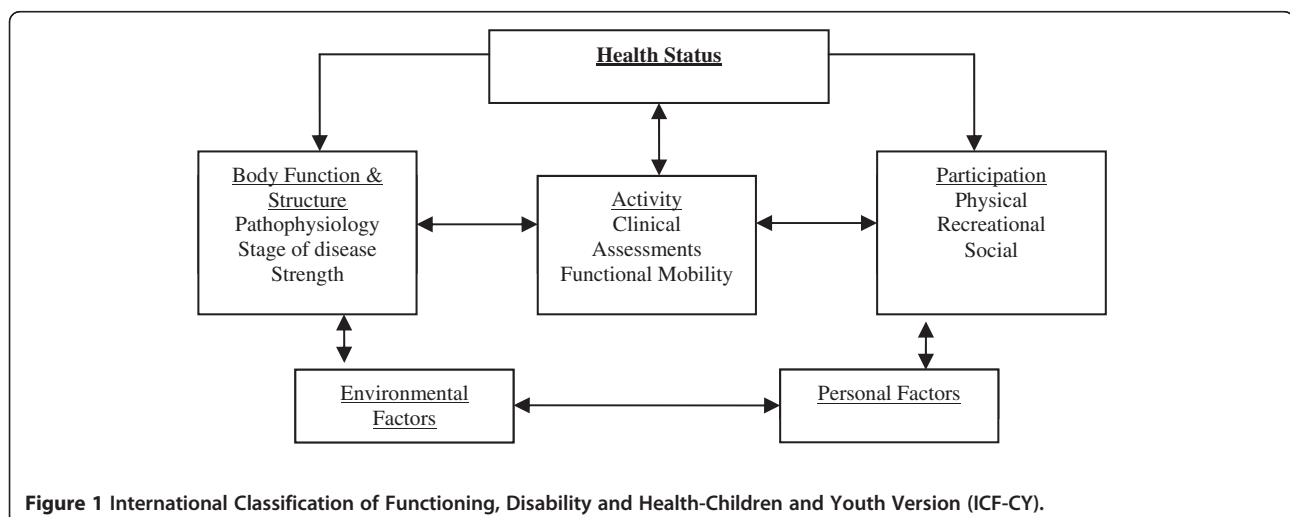 Health Status
Body Function &
Structure
Pathophysiology
Stage of disease
Strength
Activity
Clinical
Assessments
Functional Mobility
Participation
Physical
Recreational
Social
Environmental
Factors
Personal Factors
Figure 1 International Classification of Functioning, Disability and Health-Children and Youth Version (ICF-CY).